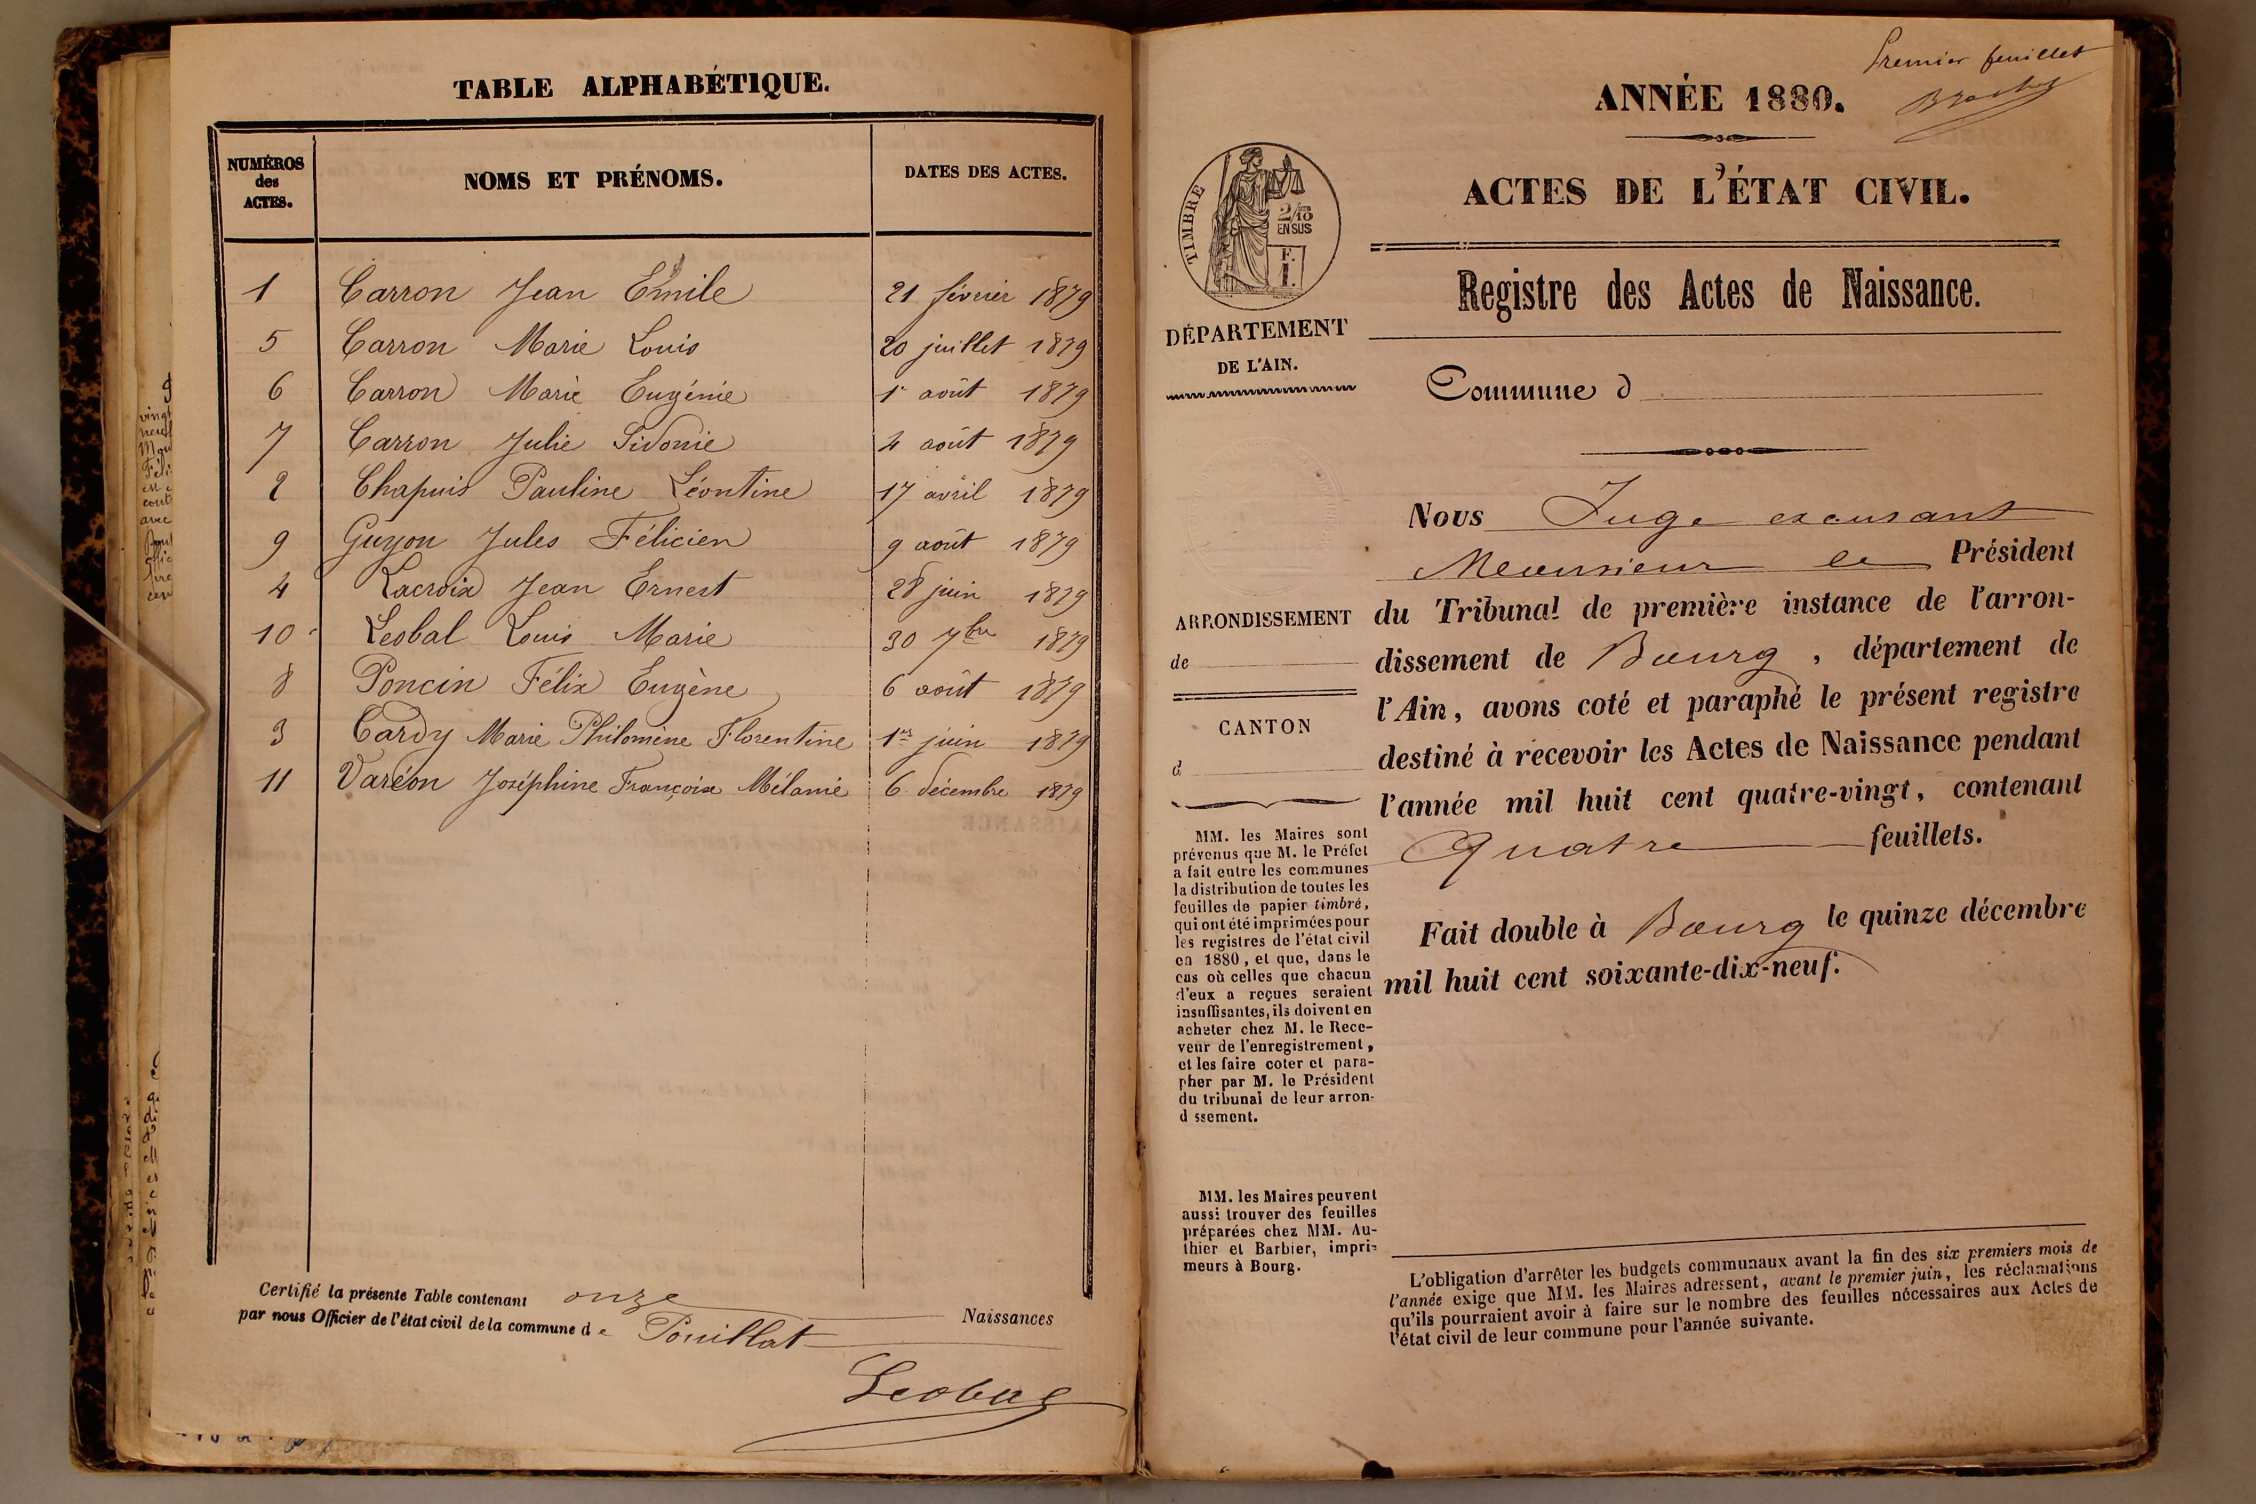 TABLE ALPHABÉTIQUE.
NUMÉROS des ACTES. NOMS ET PRÉNOMS. DATES DES ACTES.
1 Carron Jean Emile 21 février 1879
5 Carron Marie Louis 20 juillet 1879
6 Carron Marie Eugénie 1r août 1879
7 Carron Julie Sidonie 4 août 1879
2 Chapuis Pauline Léontine 17 avril 1879
9 Guyon Jules Félicien 9 août 1879
4 Lacroix Jean Ernest 28 juin 1879
10 Léobal Louis Marie 30 7bre 1879
8 Poncin Félix Eugène 6 août 1879
3 Tardy Marie Philomène Florentine 1er juin 1879
11 Varéon Joséphine Françoise Mélanie 6 décembre 1879
Certifié la présente Table contenant onze Naissances
par nous Officier de l'état civil de la commune de Pouillat
Léobal
Premier feuillet
ANNÉE 1880.
ACTES DE L'ÉTAT CIVIL.
Registre des Actes de Naissance.
TIMBRE
2/10
EN SUS
F.
1.
DÉPARTEMENT
DE L'AIN.
Commune d
Nous Juge excusant
Monsieur le Président
du Tribunal de première instance de l'arron-
dissement de Bourg, département de
l'Ain, avons coté et paraphé le présent registre
destiné à recevoir les Actes de Naissance pendant
l'année mil huit cent quatre-vingt, contenant
Quatre feuillets.
Fait double à Bourg le quinze décembre
mil huit cent soixante-dix-neuf.
ARRONDISSEMENT
de
CANTON
d
MM. les Maires sont
prévenus que M. le Préfet
a fait entre les communes
la distribution de toutes les
feuilles de papier timbré,
qui ont été imprimées pour
les registres de l'état civil
en 1880, et que, dans le
cas où celles que chacun
d'eux a reçues seraient
insuffisantes, ils doivent en
acheter chez M. le Rece-
veur de l'enregistrement,
et les faire coter et para-
pher par M. le Président
du tribunal de leur arron-
d ssement.
MM. les Maires peuvent
aussi trouver des feuilles
préparées chez MM. Au-
thier et Barbier, impri-
meurs à Bourg.
L'obligation d'arrêter les budgets communaux avant la fin des six premiers mois de
l'année exige que MM. les Maires adressent, avant le premier juin, les réclamations
qu'ils pourraient avoir à faire sur le nombre des feuilles nécessaires aux Actes de
l'état civil de leur commune pour l'année suivante.